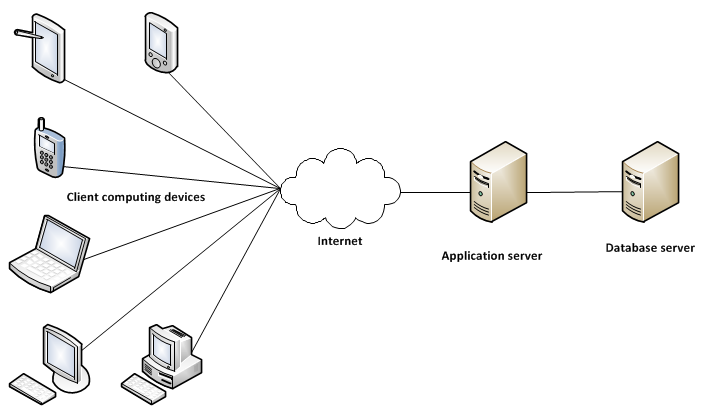 Client computing devices
Internet
Application server
Database server